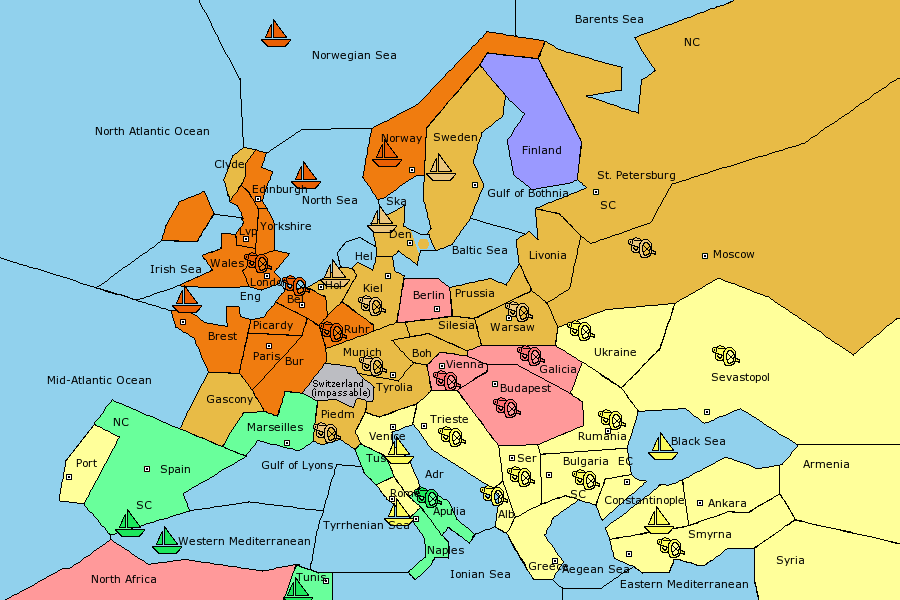 Barents Sea
NC
Norwegian Sea
North Atlantic Ocean
Norway
Sweden
Finland
Clyde
Edinburgh
St. Petersburg
SC
Gulf of Bothnia
North Sea
Ska
Lvp
Yorkshire
Den
Baltic Sea
Livonia
Moscow
Irish Sea
Wales
Hel
London
Eng
Bel
Hol
Kiel
Berlin
Prussia
Brest
Picardy
Ruhr
Silesia
Warsaw
Paris
Bur
Munich
Boh
Ukraine
Vienna
Galicia
Mid-Atlantic Ocean
Switzerland
(impassable)
Tyrolia
Budapest
Sevastopol
Gascony
Piedm
NC
Marseilles
Trieste
Venice
Rumania
Black Sea
Port
Spain
Gulf of Lyons
Tus
Adr
Ser
Bulgaria
EC
Armenia
SC
Rome
SC
Constantinople
Ankara
Apulia
Alb
Tyrrhenian Sea
Smyrna
Western Mediterranean
Naples
Syria
North Africa
Tunis
Ionian Sea
Greece
Aegean Sea
Eastern Mediterranean